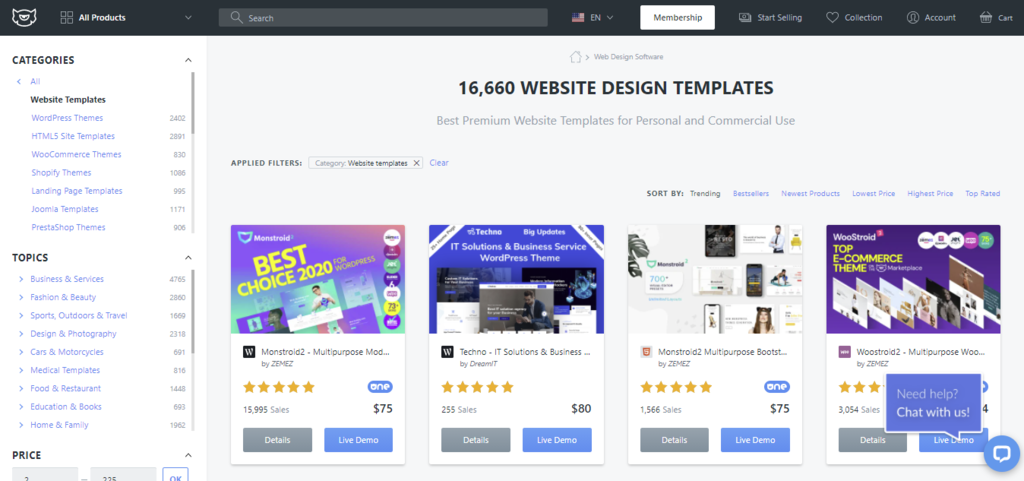 All Products
Search
EN
Membership
Start Selling
Collection
Account
Cart
CATEGORIES
All
Website Templates
WordPress Themes 2402
HTML5 Site Templates 2891
WooCommerce Themes 830
Shopify Themes 1086
Landing Page Templates 995
Joomla Templates 1171
PrestaShop Themes 906
TOPICS
Business & Services 4765
Fashion & Beauty 2860
Sports, Outdoors & Travel 1669
Design & Photography 2318
Cars & Motorcycles 691
Medical Templates 816
Food & Restaurant 1448
Education & Books 693
Home & Family 1962
PRICE
2 — 225 OK
> Web Design Software
16,660 WEBSITE DESIGN TEMPLATES
Best Premium Website Templates for Personal and Commercial Use
APPLIED FILTERS: Category: Website templates Clear
SORT BY: Trending Bestsellers Newest Products Lowest Price Highest Price Top Rated
Monstroid2
BEST
CHOICE 2020 FOR WORDPRESS
W Monstroid2 - Multipurpose Mod...
by ZEMEZ
one
15,995 Sales $75
Details Live Demo
Techno Big Updates
IT Solutions & Business Service
WordPress Theme
W Techno - IT Solutions & Business ...
by DreamIT
255 Sales $80
Details Live Demo
Monstroid2
700+
Monstroid2 Multipurpose Bootst...
by ZEMEZ
one
1,566 Sales $75
Details Live Demo
WooStroid2
TOP
E-COMMERCE
THEME Marketplace
Woostroid2 - Multipurpose Woo...
by ZEMEZ
3,054 Sales 4
Details Live Demo
Need help?
Chat with us!